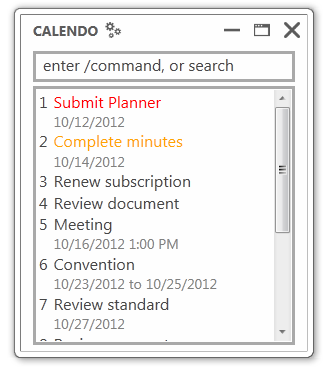 CALENDO
enter /command, or search
1 Submit Planner
10/12/2012
2 Complete minutes
10/14/2012
3 Renew subscription
4 Review document
5 Meeting
10/16/2012 1:00 PM
6 Convention
10/23/2012 to 10/25/2012
7 Review standard
10/27/2012